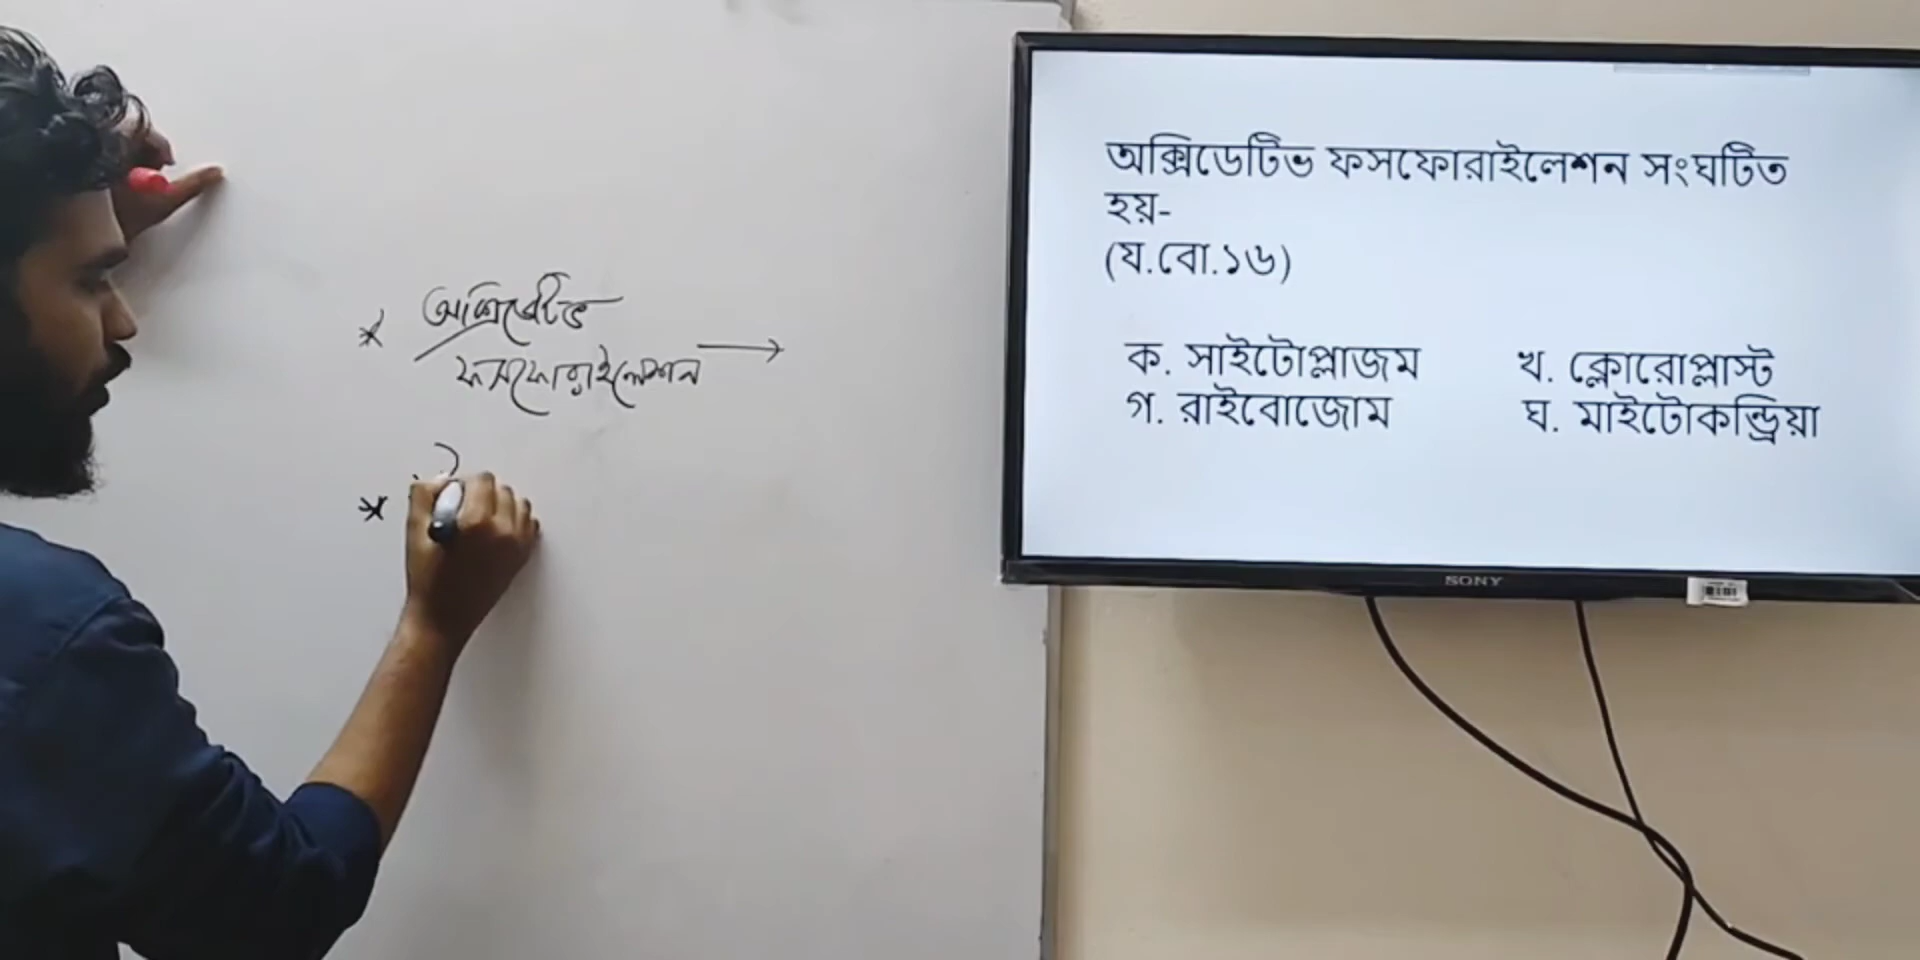 * অক্সিডেটিভ
ফসফোরাইলেশন →
*
অক্সিডেটিভ ফসফোরাইলেশন সংঘটিত
হয়-
(য.বো.১৬)
ক. সাইটোপ্লাজম খ. ক্লোরোপ্লাস্ট
গ. রাইবোজোম ঘ. মাইটোকন্ড্রিয়া
SONY